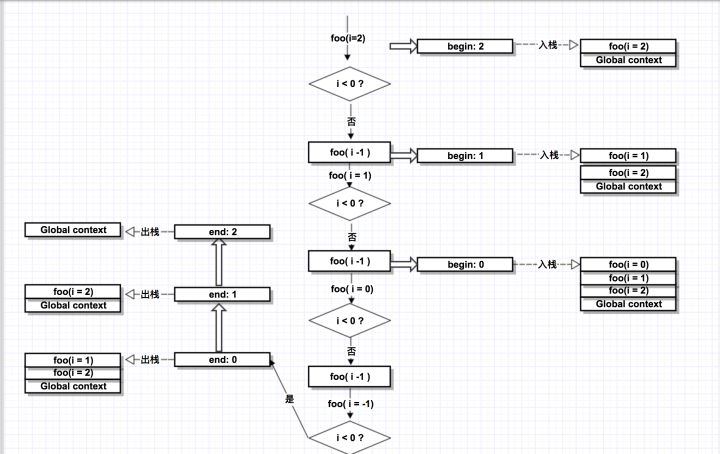 foo(i=2)
begin: 2
入栈
foo(i = 2)
Global context
i < 0 ?
否
foo( i -1 )
begin: 1
入栈
foo(i = 1)
foo(i = 2)
Global context
foo( i = 1)
i < 0 ?
否
foo( i -1 )
begin: 0
入栈
foo(i = 0)
foo(i = 1)
foo(i = 2)
Global context
foo( i = 0)
i < 0 ?
否
foo( i -1 )
foo( i = -1)
i < 0 ?
是
end: 0
出栈
foo(i = 1)
foo(i = 2)
Global context
end: 1
出栈
foo(i = 2)
Global context
end: 2
出栈
Global context